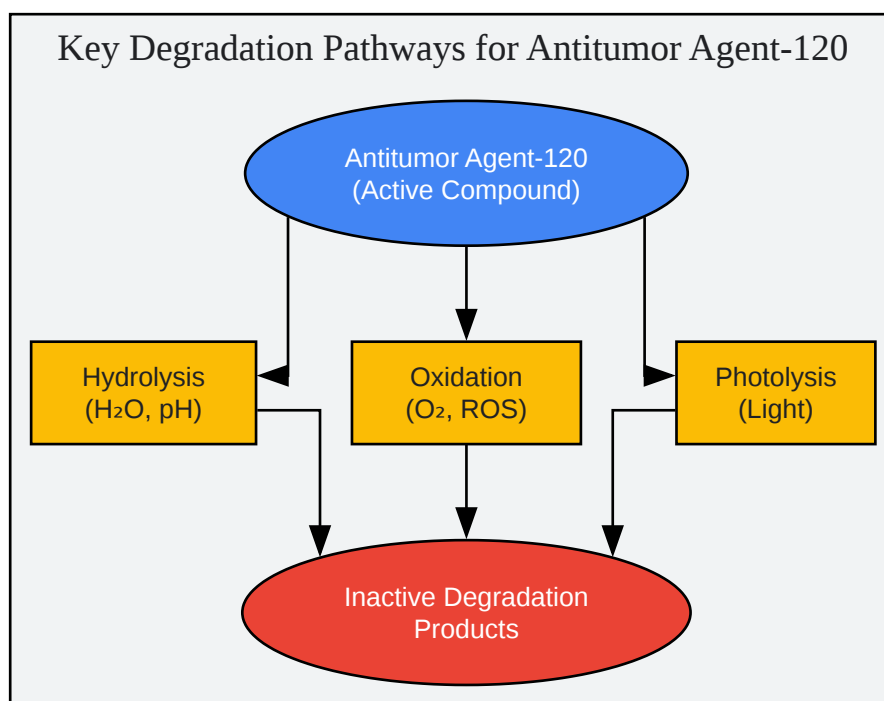 Key Degradation Pathways for Antitumor Agent-120
Antitumor Agent-120
(Active Compound)
Hydrolysis
(H₂O, pH)
Oxidation
(O₂, ROS)
Photolysis
(Light)
Inactive Degradation
Products